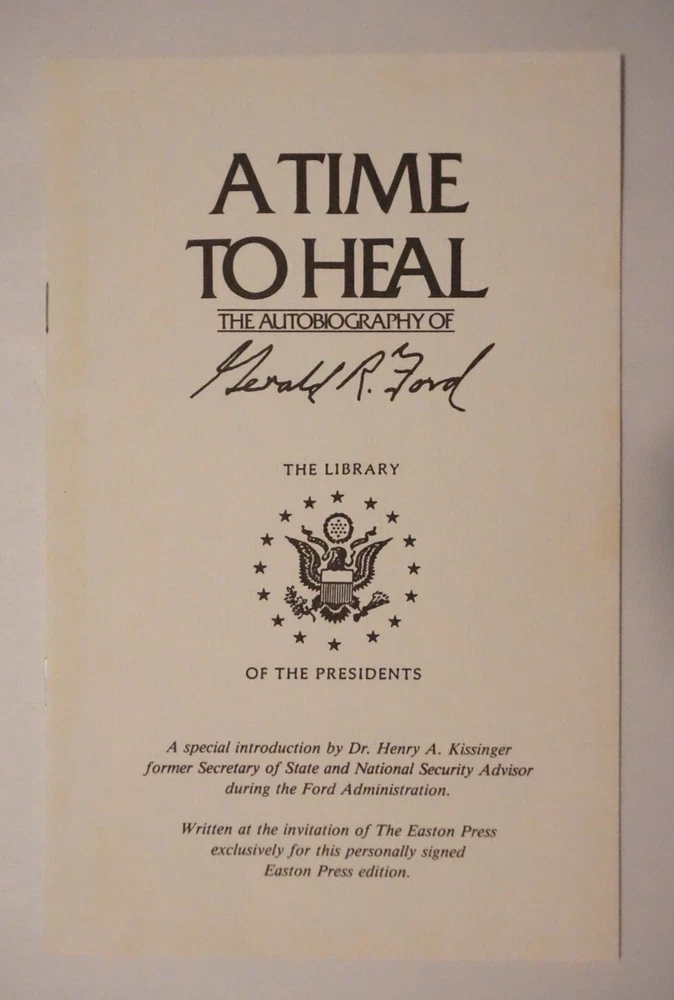 A TIME
TO HEAL
THE AUTOBIOGRAPHY OF
Gerald R. Ford
THE LIBRARY
OF THE PRESIDENTS
A special introduction by Dr. Henry A. Kissinger
former Secretary of State and National Security Advisor
during the Ford Administration.
Written at the invitation of The Easton Press
exclusively for this personally signed
Easton Press edition.